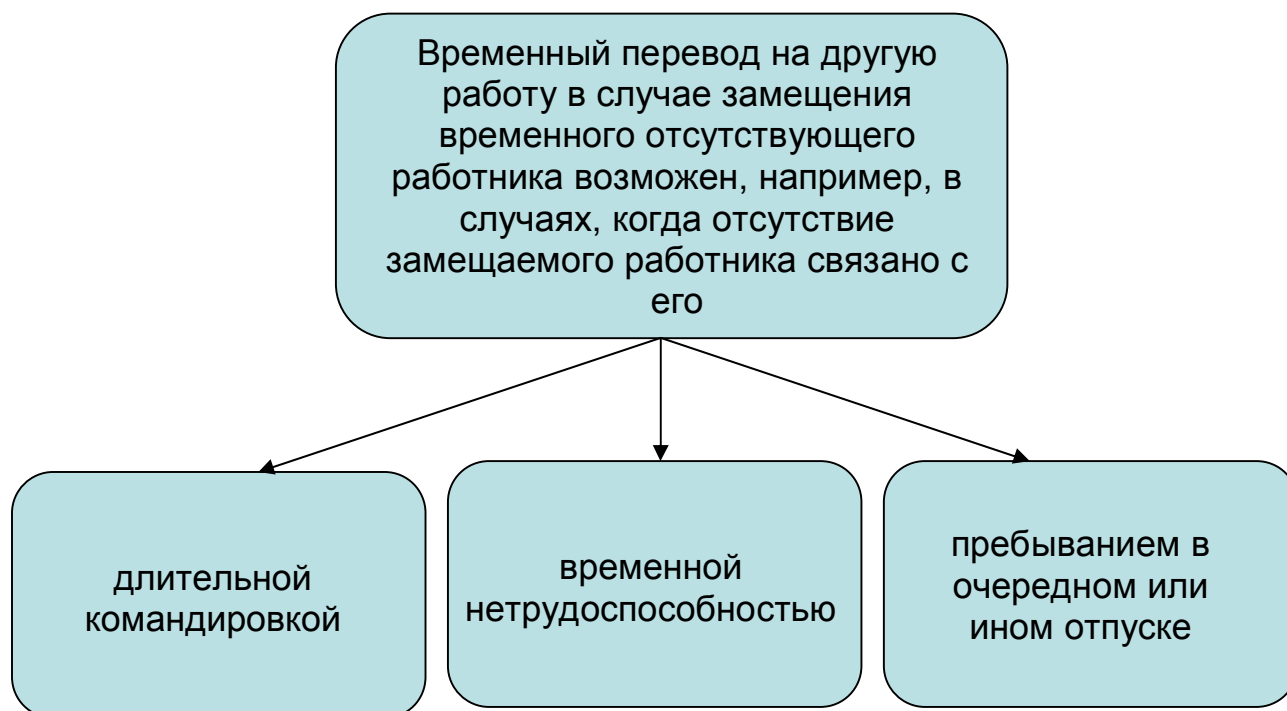 Временный перевод на другую
работу в случае замещения
временного отсутствующего
работника возможен, например, в
случаях, когда отсутствие
замещаемого работника связано с
его
длительной
командировкой
временной
нетрудоспособностью
пребыванием в
очередном или
ином отпуске